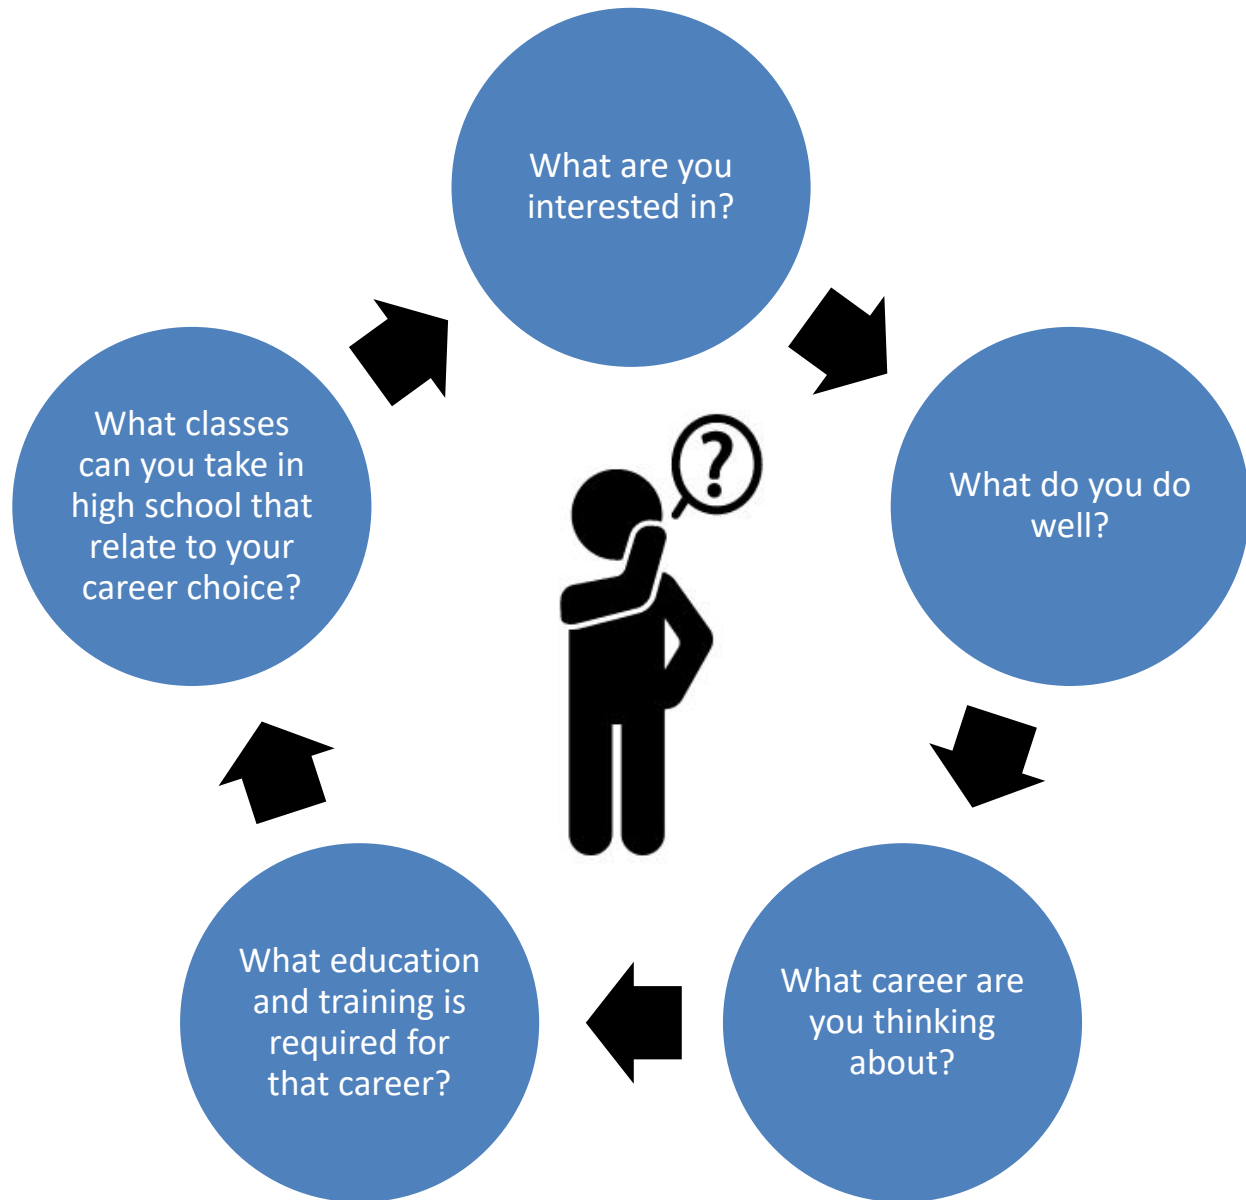 What are you
interested in?
What do you do
well?
What career are
you thinking
about?
What education
and training is
required for
that career?
What classes
can you take in
high school that
relate to your
career choice?
?